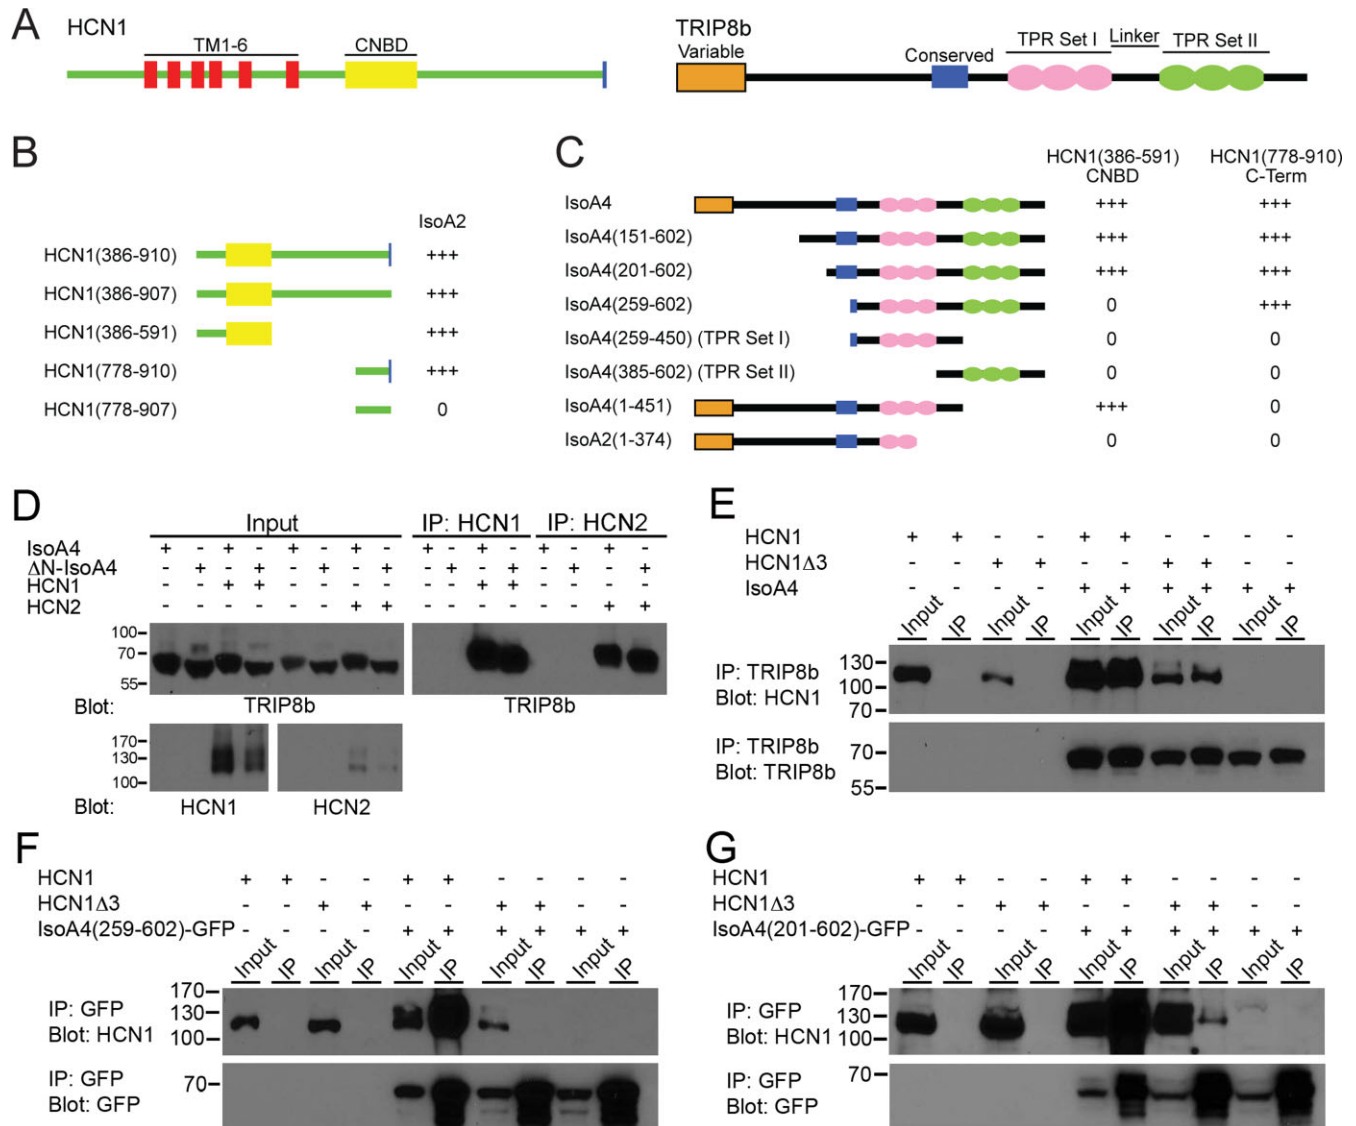 A
HCN1
TM1-6
CNBD
TRIP8b
Variable
Conserved
TPR Set I
Linker
TPR Set II
B
IsoA2
HCN1(386-910) +++
HCN1(386-907) +++
HCN1(386-591) +++
HCN1(778-910) +++
HCN1(778-907) 0
C
HCN1(386-591) HCN1(778-910)
CNBD C-Term
IsoA4 +++ +++
IsoA4(151-602) +++ +++
IsoA4(201-602) +++ +++
IsoA4(259-602) 0 +++
IsoA4(259-450) (TPR Set I) 0 0
IsoA4(385-602) (TPR Set II) 0 0
IsoA4(1-451) +++ 0
IsoA2(1-374) 0 0
D
Input IP: HCN1 IP: HCN2
IsoA4 + - + - + - + - + - + - + - + -
ΔN-IsoA4 - + - + - + - + - + - + - + - +
HCN1 - - + + - - - - - - + + - - - -
HCN2 - - - - - - + + - - - - - - + +
100-
70-
55-
Blot: TRIP8b TRIP8b
170-
130-
100-
Blot: HCN1 HCN2
E
HCN1 + + - - + + - - - -
HCN1Δ3 - - + + - - + + - -
IsoA4 - - - - + + + + + +
Input IP Input IP Input IP Input IP Input IP
IP: TRIP8b
Blot: HCN1
130-
100-
70-
IP: TRIP8b
Blot: TRIP8b
70-
55-
F
HCN1 + + - - + + - - - -
HCN1Δ3 - - + + - - + + - -
IsoA4(259-602)-GFP - - - - + + + + + +
Input IP Input IP Input IP Input IP Input IP
IP: GFP
Blot: HCN1
170-
130-
100-
IP: GFP
Blot: GFP
70-
G
HCN1 + + - - + + - - - -
HCN1Δ3 - - + + - - + + - -
IsoA4(201-602)-GFP - - - - + + + + + +
Input IP Input IP Input IP Input IP Input IP
IP: GFP
Blot: HCN1
170-
130-
100-
IP: GFP
Blot: GFP
70-